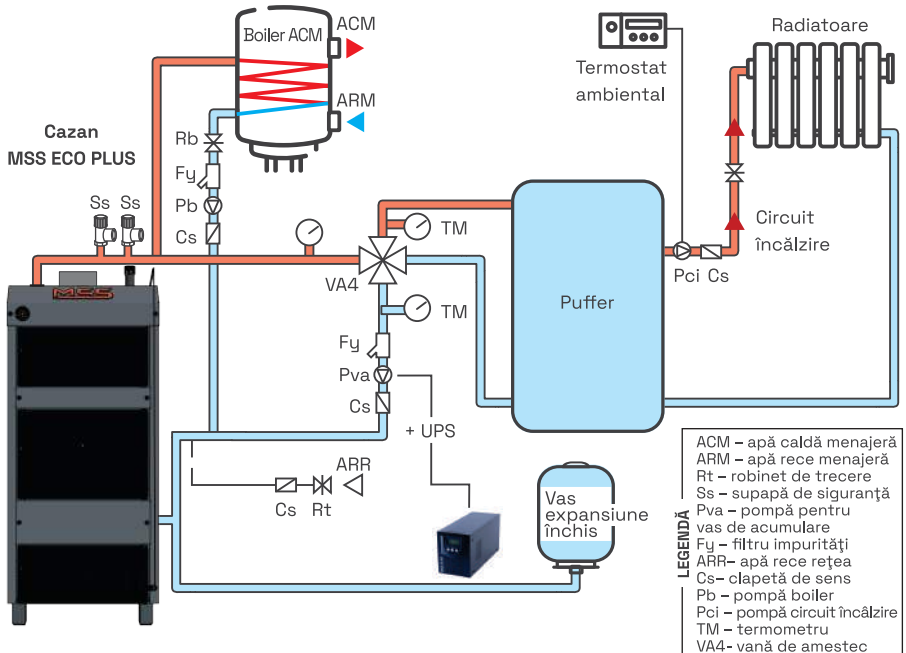 Boiler ACM
ACM
ARM
Termostat
ambiental
Radiatoare
Cazan
MSS ECO PLUS
Rb
Fy
Pb
Cs
Ss
Ss
TM
VA4
TM
Puffer
Pci
Cs
Circuit
încălzire
MSS
Fy
Pva
Cs
+ UPS
ARR
Cs
Rt
Vas
expansiune
închis
LEGENDĂ
ACM – apă caldă menajeră
ARM – apă rece menajeră
Rt – robinet de trecere
Ss – supapă de siguranță
Pva – pompă pentru
vas de acumulare
Fy – filtru impurități
ARR– apă rece rețea
Cs– clapetă de sens
Pb – pompă boiler
Pci – pompă circuit încâlzire
TM – termometru
VA4- vană de amestec